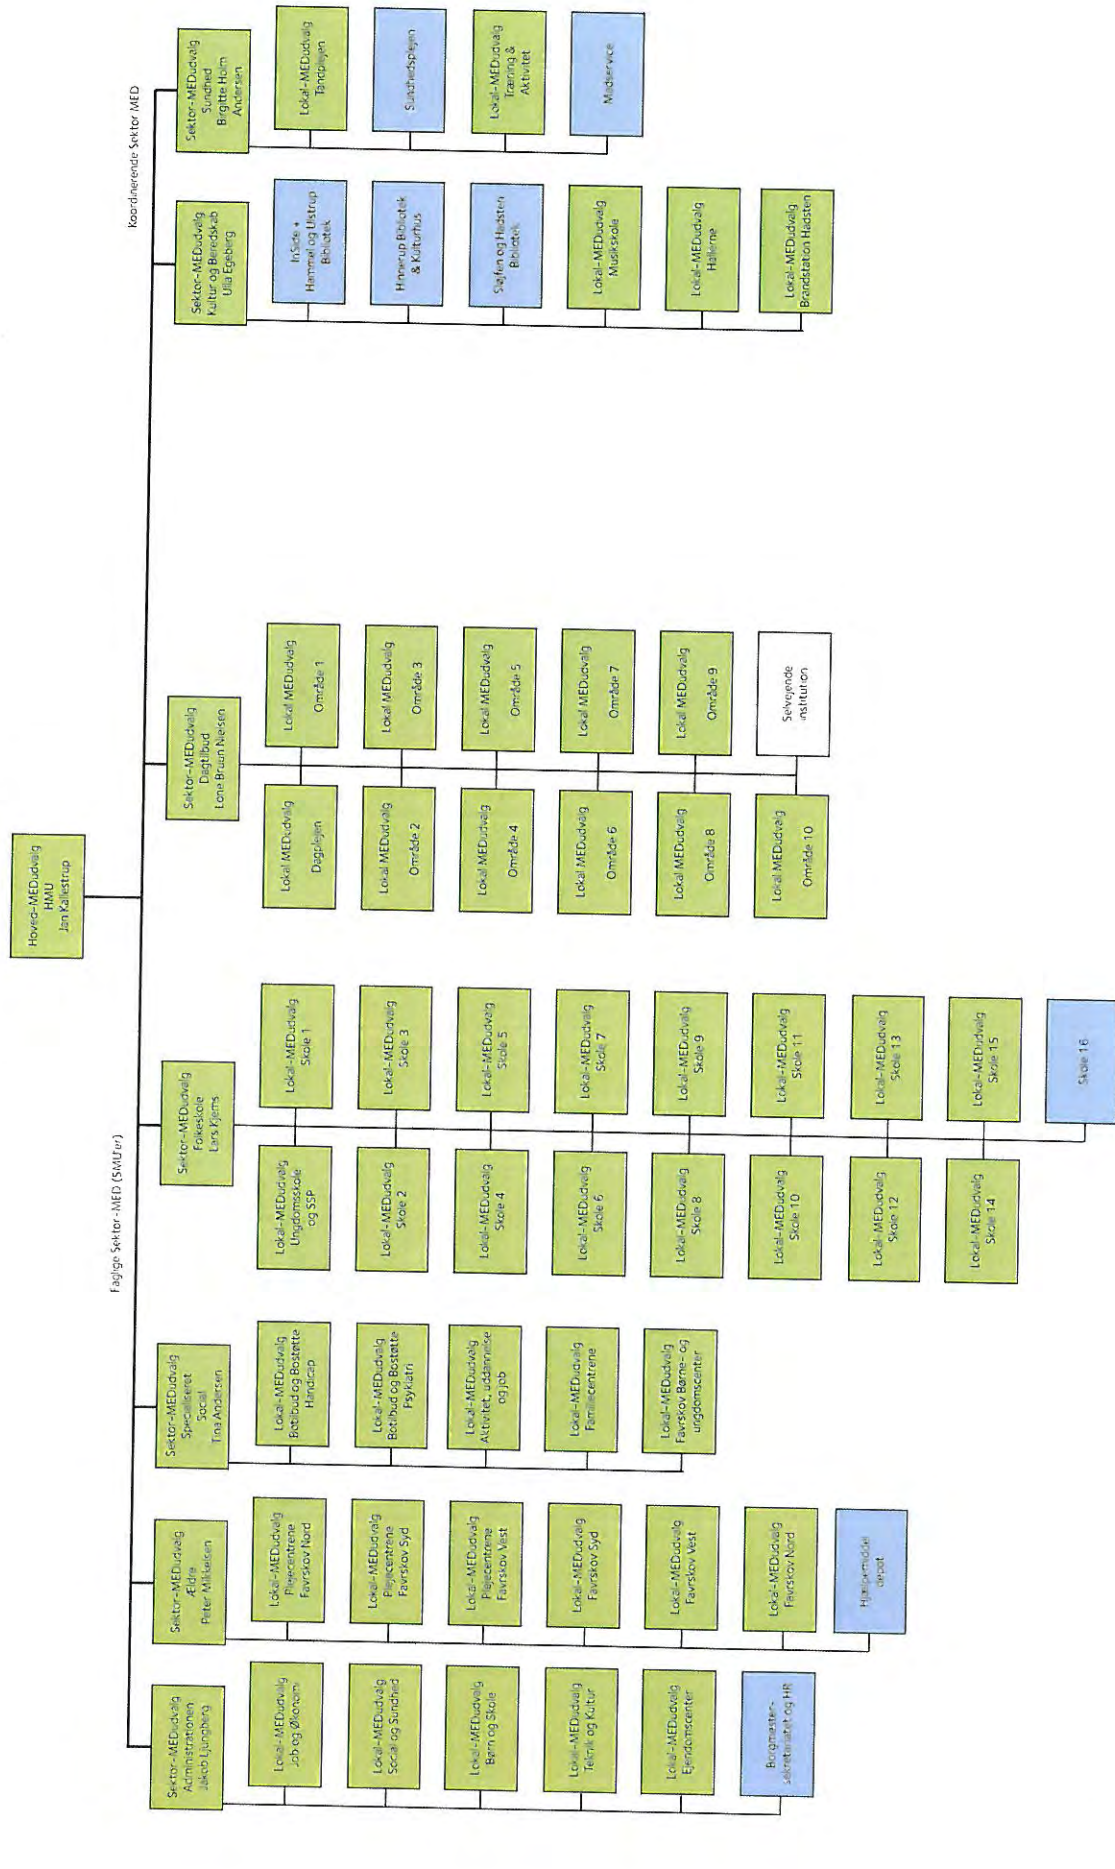 Hoved-MEDudvalg
HMU
Jan Kallestrup
Faglige Sektor-MED (SMU'er)
Koordinerende Sektor MED
Sektor-MEDudvalg
Administrationen
Jakob Ljungberg
Lokal-MEDudvalg
Job og Økonomi
Lokal-MEDudvalg
Social og Sundhed
Lokal-MEDudvalg
Børn og Skole
Lokal-MEDudvalg
Teknik og Kultur
Lokal-MEDudvalg
Ejendomscenter
Borgmester-
sekretariatet og HR
Sektor-MEDudvalg
Ældre
Peter Mikkelsen
Lokal-MEDudvalg
Plejecentrene
Favrskov Nord
Lokal-MEDudvalg
Plejecentrene
Favrskov Syd
Lokal-MEDudvalg
Plejecentrene
Favrskov Vest
Lokal-MEDudvalg
Favrskov Syd
Lokal-MEDudvalg
Favrskov Vest
Lokal-MEDudvalg
Favrskov Nord
Hjælpemiddel
depot
Sektor-MEDudvalg
Specialiseret
Social
Tina Andersen
Lokal-MEDudvalg
Botilbud og Bostøtte
Handicap
Lokal-MEDudvalg
Botilbud og Bostøtte
Psykiatri
Lokal-MEDudvalg
Aktivitet, uddannelse
og job
Lokal-MEDudvalg
Familiecentrene
Lokal-MEDudvalg
Favrskov Børne- og
ungdomscenter
Sektor-MEDudvalg
Folkeskole
Lars Kjems
Lokal-MEDudvalg
Ungdomsskole
og SSP
Lokal-MEDudvalg
Skole 1
Lokal-MEDudvalg
Skole 2
Lokal-MEDudvalg
Skole 3
Lokal-MEDudvalg
Skole 4
Lokal-MEDudvalg
Skole 5
Lokal-MEDudvalg
Skole 6
Lokal-MEDudvalg
Skole 7
Lokal-MEDudvalg
Skole 8
Lokal-MEDudvalg
Skole 9
Lokal-MEDudvalg
Skole 10
Lokal-MEDudvalg
Skole 11
Lokal-MEDudvalg
Skole 12
Lokal-MEDudvalg
Skole 13
Lokal-MEDudvalg
Skole 14
Lokal-MEDudvalg
Skole 15
Skole 16
Sektor-MEDudvalg
Dagtilbud
Lone Bruun Nielsen
Lokal MEDudvalg
Dagplejen
Lokal MEDudvalg
Område 1
Lokal MEDudvalg
Område 2
Lokal MEDudvalg
Område 3
Lokal MEDudvalg
Område 4
Lokal MEDudvalg
Område 5
Lokal MEDudvalg
Område 6
Lokal MEDudvalg
Område 7
Lokal MEDudvalg
Område 8
Lokal MEDudvalg
Område 9
Lokal MEDudvalg
Område 10
Selvejende
institution
Sektor-MEDudvalg
Kultur og Beredskab
Ulla Egeberg
InSide +
Hammel og Ulstrup
Bibliotek
Hinnerup Bibliotek
& Kulturhus
Sløjfen og Hadsten
Bibliotek
Lokal-MEDudvalg
Musikskole
Lokal-MEDudvalg
Hallerne
Lokal-MEDudvalg
Brandstation Hadsten
Sektor-MEDudvalg
Sundhed
Birgitte Holm
Andersen
Lokal-MEDudvalg
Tandplejen
Sundhedsplejen
Lokal-MEDudvalg
Træning &
Aktivitet
Madservice